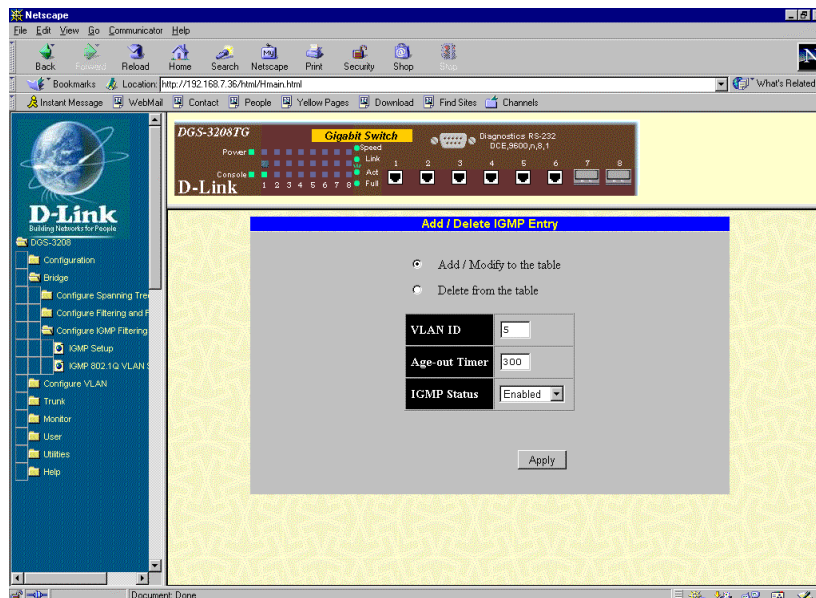 Netscape
File Edit View Go Communicator Help
Back Forward Reload Home Search Netscape Print Security Shop Stop
Bookmarks Location: http://192.168.7.36/html/Hmain.html What's Related
Instant Message WebMail Contact People Yellow Pages Download Find Sites Channels
D-Link
Building Networks for People
DGS-3208
Configuration
Bridge
Configure Spanning Tree
Configure Filtering and F
Configure IGMP Filtering
IGMP Setup
IGMP 802.1Q VLAN S
Configure VLAN
Trunk
Monitor
User
Utilities
Help
DGS-3208TG
Gigabit Switch
Diagnostics RS-232
DCE,9600,n,8,1
Power
Speed
Link
Console
Act
Full
D-Link
1 2 3 4 5 6 7 8
1 2 3 4 5 6 7 8
Add / Delete IGMP Entry
Add / Modify to the table
Delete from the table
VLAN ID 5
Age-out Timer 300
IGMP Status Enabled
Apply
Document: Done